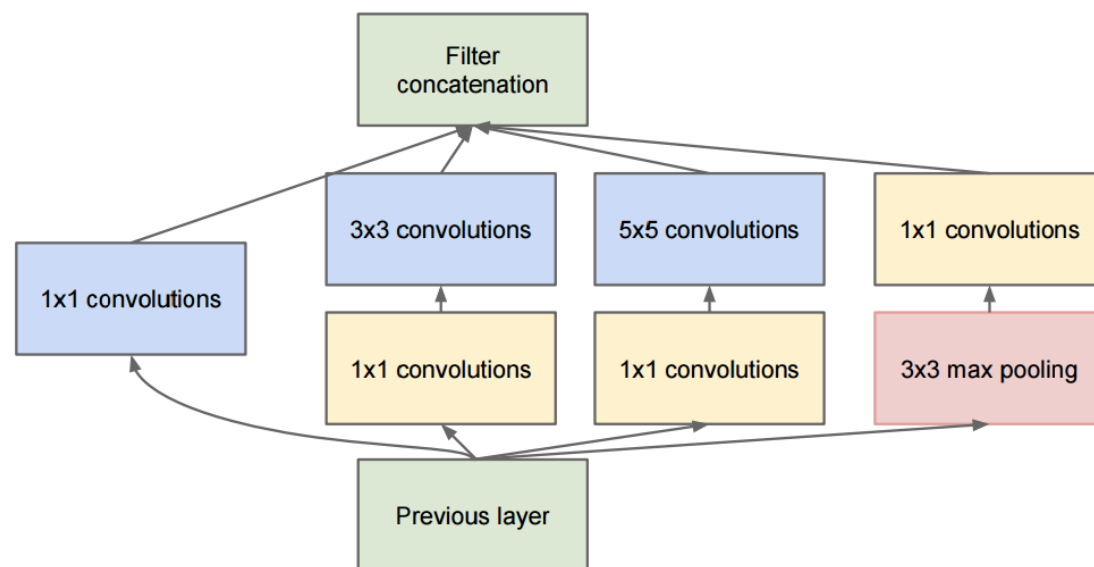 Filter
concatenation
3x3 convolutions
5x5 convolutions
1x1 convolutions
1x1 convolutions
1x1 convolutions
1x1 convolutions
3x3 max pooling
Previous layer